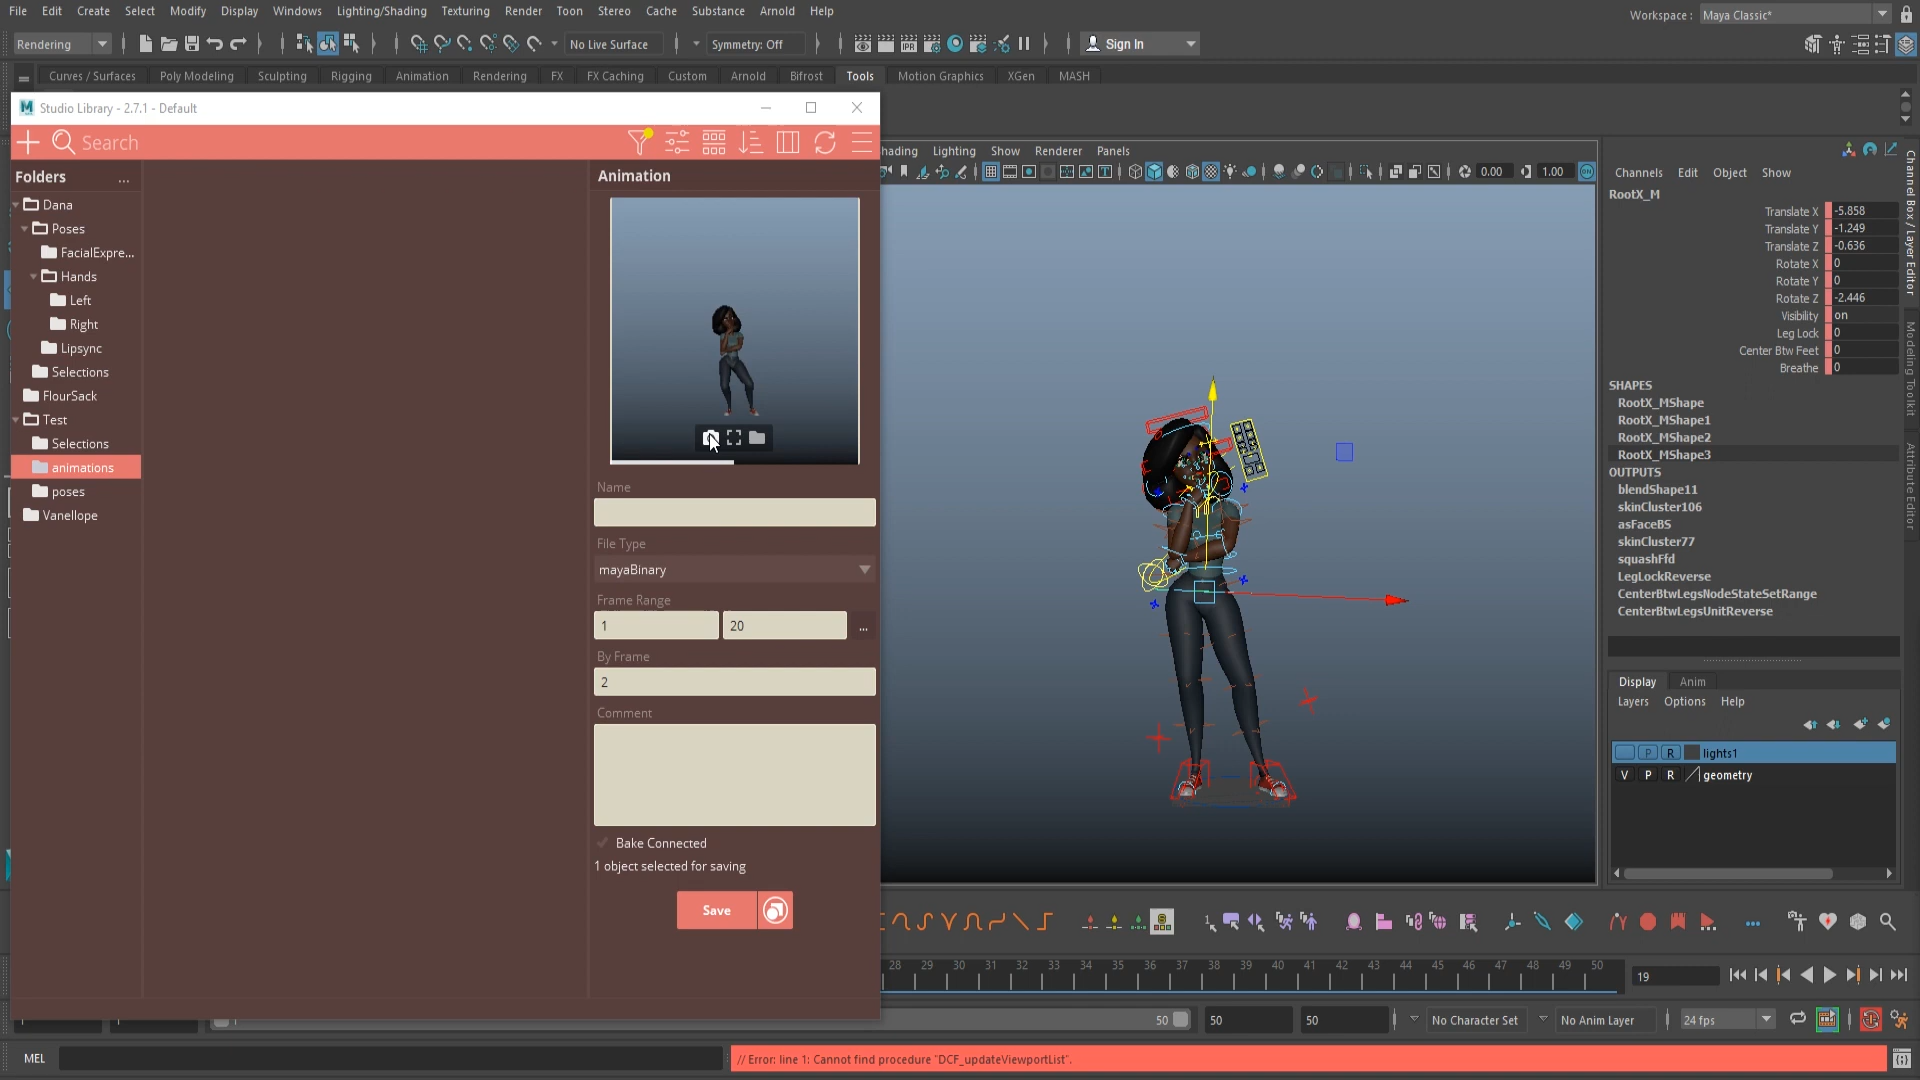 File Edit Create Select Modify Display Windows Lighting/Shading Texturing Render Toon Stereo Cache Substance Arnold Help
Workspace : Maya Classic*
Rendering
No Live Surface
Symmetry: Off
IPR
Sign In
Curves / Surfaces Poly Modeling Sculpting Rigging Animation Rendering FX FX Caching Custom Arnold Bifrost Tools Motion Graphics XGen MASH
Studio Library - 2.7.1 - Default
Search
Folders ...
Dana
Poses
FacialExpre...
Hands
Left
Right
Lipsync
Selections
FlourSack
Test
Selections
animations
poses
Vanellope
Animation
Name
File Type
mayaBinary
Frame Range
1 20 ...
By Frame
2
Comment
Bake Connected
1 object selected for saving
Save
hading Lighting Show Renderer Panels
0.00 1.00
Channels Edit Object Show
RootX_M
Translate X -5.858
Translate Y -1.249
Translate Z -0.636
Rotate X 0
Rotate Y 0
Rotate Z -2.446
Visibility on
Leg Lock 0
Center Btw Feet 0
Breathe 0
SHAPES
RootX_MShape
RootX_MShape1
RootX_MShape2
RootX_MShape3
OUTPUTS
blendShape11
skinCluster106
asFaceBS
skinCluster77
squashFfd
LegLockReverse
CenterBtwLegsNodeStateSetRange
CenterBtwLegsUnitReverse
Channel Box / Layer Editor
Modeling Toolkit
Attribute Editor
Display Anim
Layers Options Help
P R lights1
V P R geometry
28 29 30 31 32 33 34 35 36 37 38 39 40 41 42 43 44 45 46 47 48 49 50
19
50 50 50
No Character Set
No Anim Layer
24 fps
MEL
// Error: line 1: Cannot find procedure "DCF_updateViewportList".